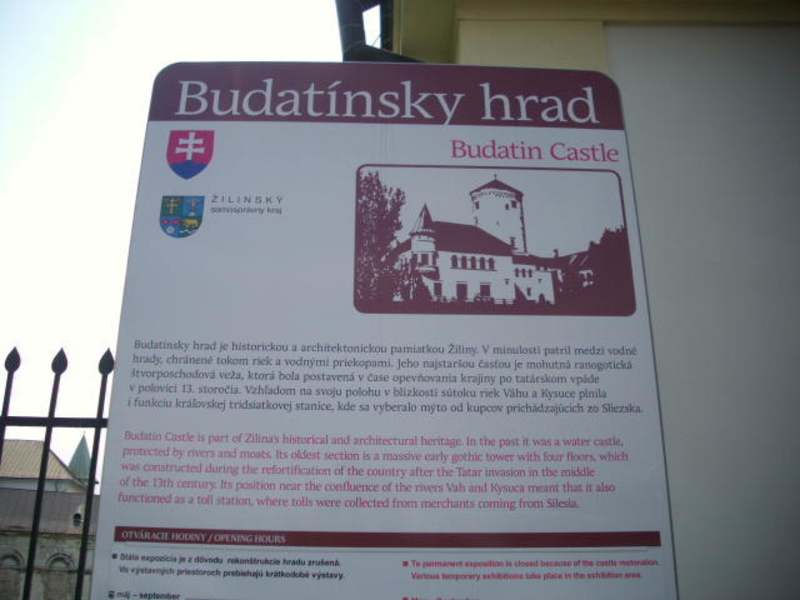 Budatínsky hrad
Budatin Castle
ŽILINSKÝ
samosprávny kraj
Budatínsky hrad je historickou a architektonickou pamiatkou Žiliny. V minulosti patril medzi vodné
hrady, chránené tokom riek a vodnými priekopami. Jeho najstaršou časťou je mohutná ranogotická
štvorposchodová veža, ktorá bola postavená v čase opevňovania krajiny po tatárskom vpáde
v polovici 13. storočia. Vzhľadom na svoju polohu v blízkosti sútoku riek Váhu a Kysuce plnila
i funkciu kráľovskej tridsiatkovej stanice, kde sa vyberalo mýto od kupcov prichádzajúcich zo Sliezska.
Budatin Castle is part of Zilina's historical and architectural heritage. In the past it was a water castle,
protected by rivers and moats. Its oldest section is a massive early gothic tower with four floors, which
was constructed during the refortification of the country after the Tatar invasion in the middle
of the 13th century. Its position near the confluence of the rivers Vah and Kysuca meant that it also
functioned as a toll station, where tolls were collected from merchants coming from Silesia.
OTVÁRACIE HODINY / OPENING HOURS
Stála expozícia je z dôvodu rekonštrukcie hradu zrušená.
Vo výstavných priestoroch prebiehajú krátkodobé výstavy.
To permanent exposition is closed because of the castle restoration.
Various temporary exhibitions take place in the exhibition area.
máj – september